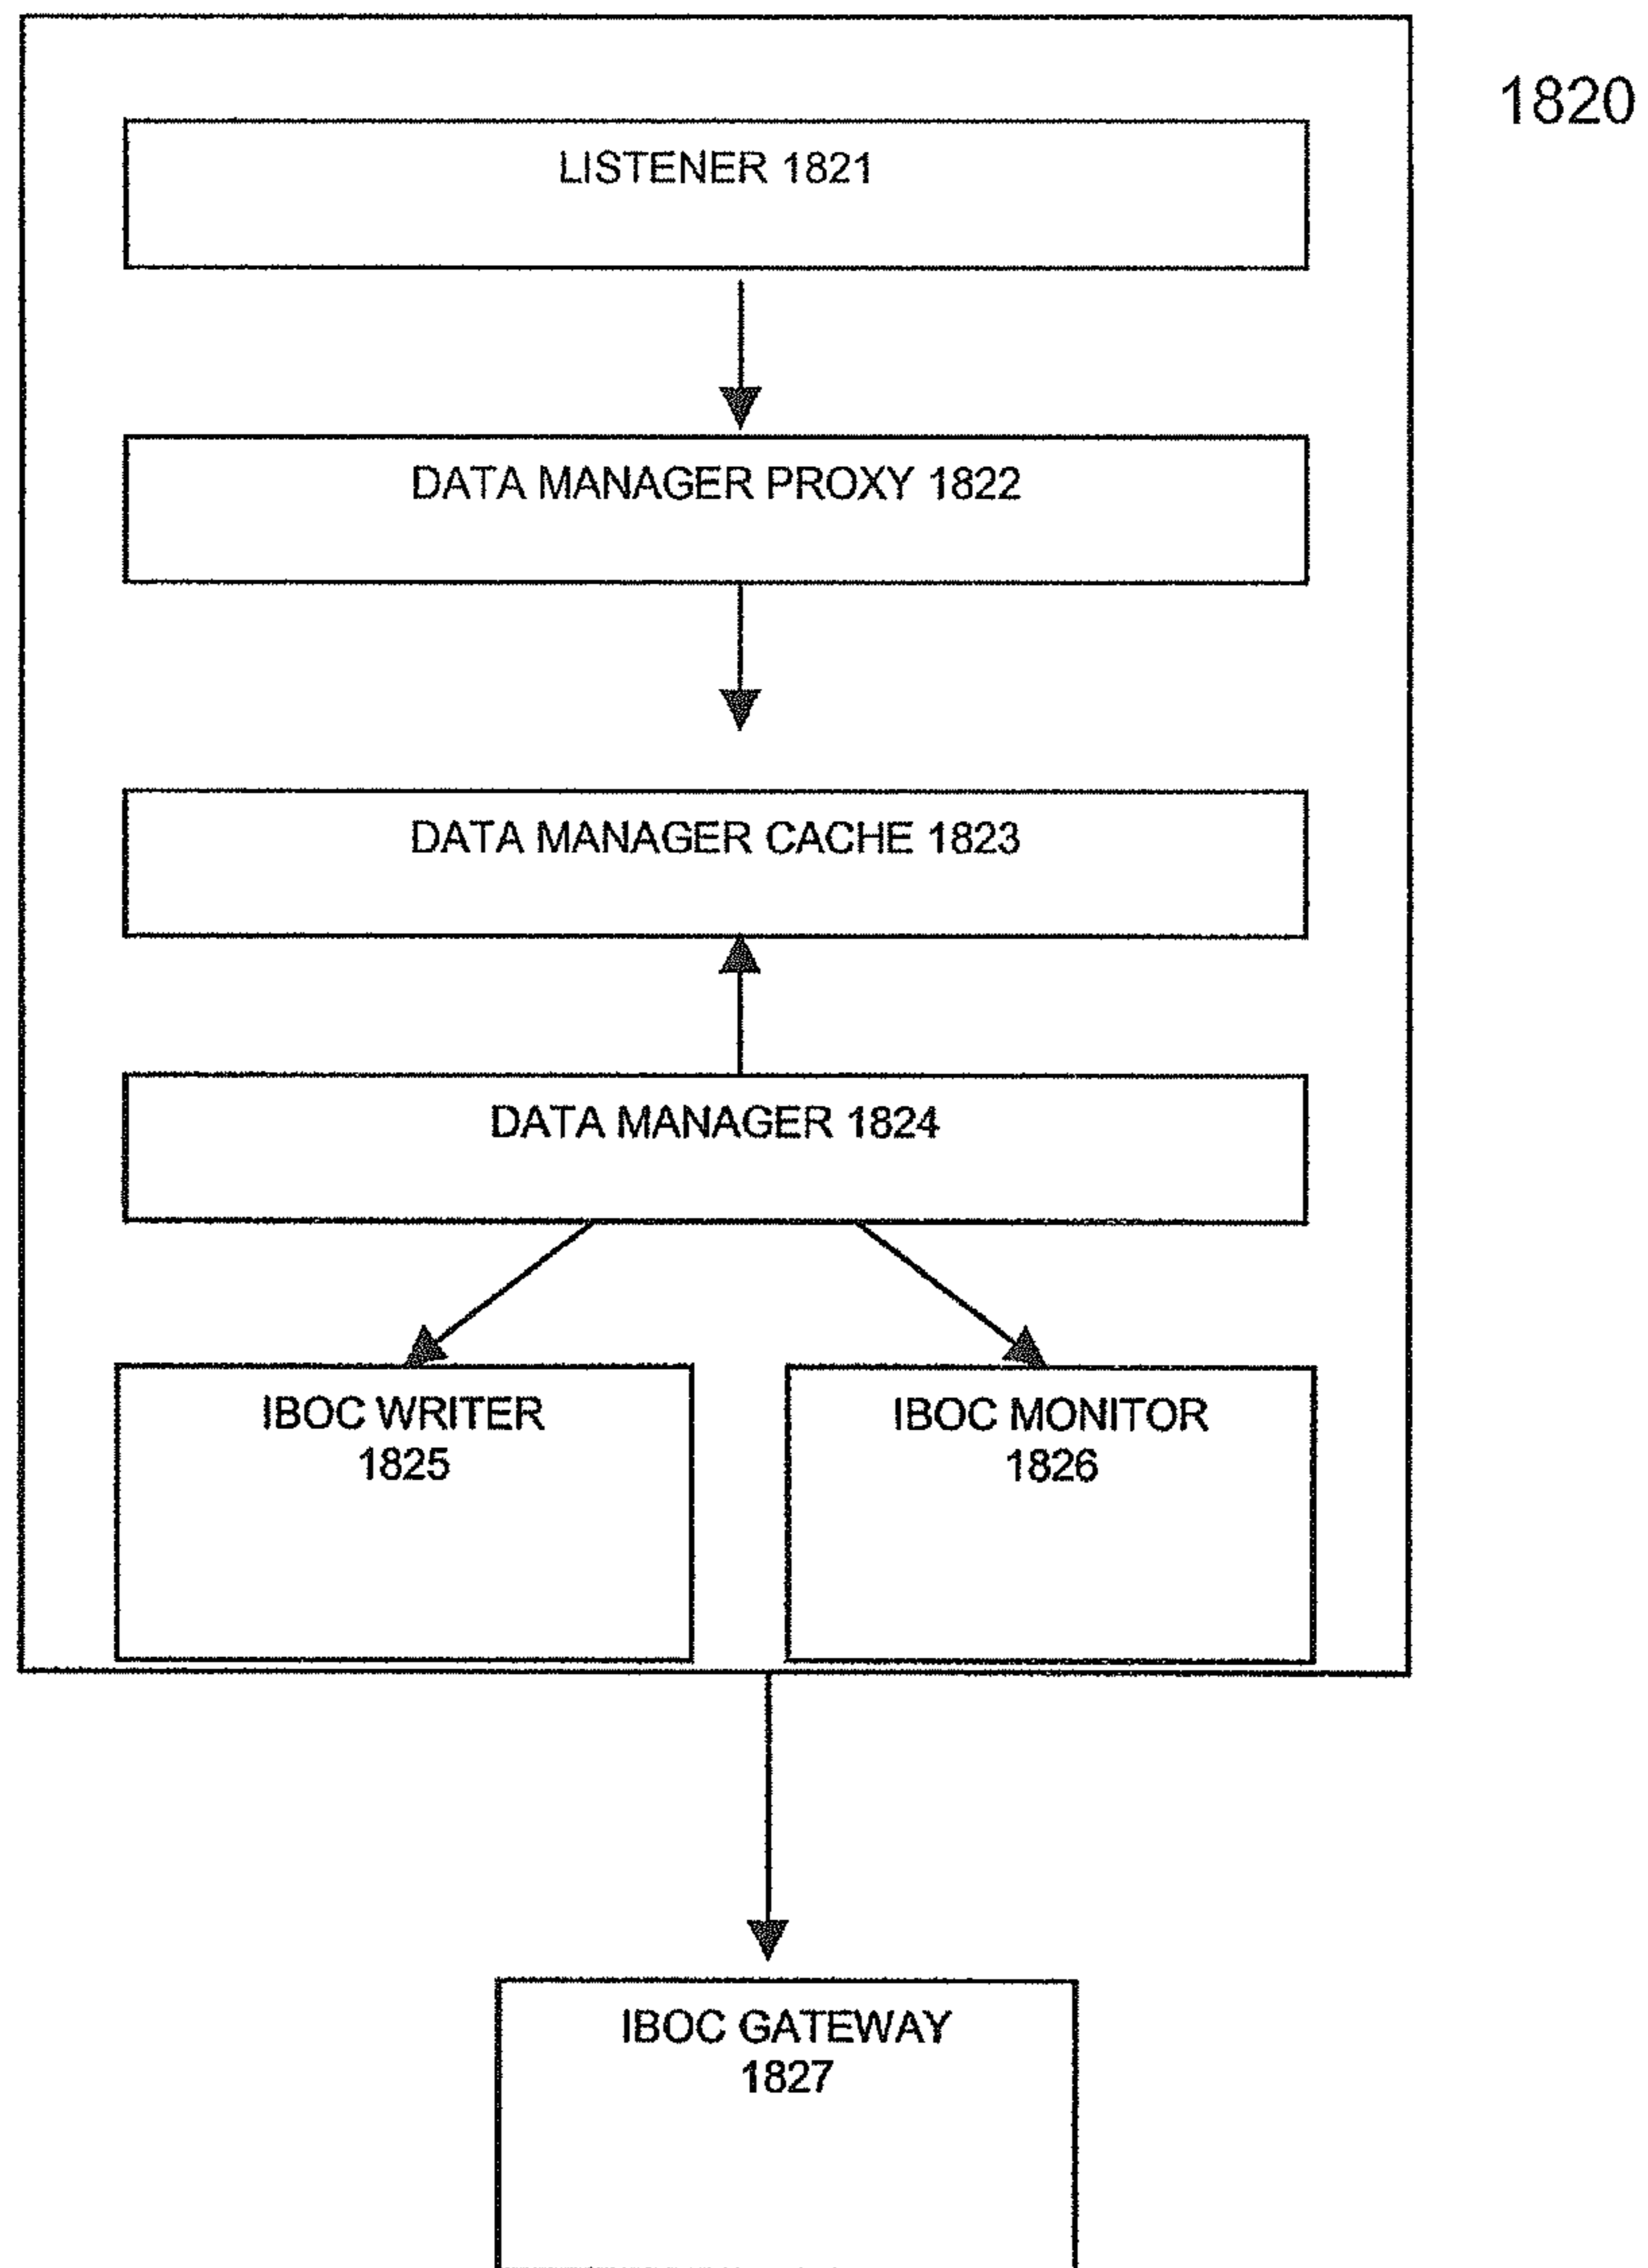 1820
LISTENER 1821
DATA MANAGER PROXY 1822
DATA MANAGER CACHE 1823
DATA MANAGER 1824
IBOC WRITER
1825
IBOC MONITOR
1826
IBOC GATEWAY
1827